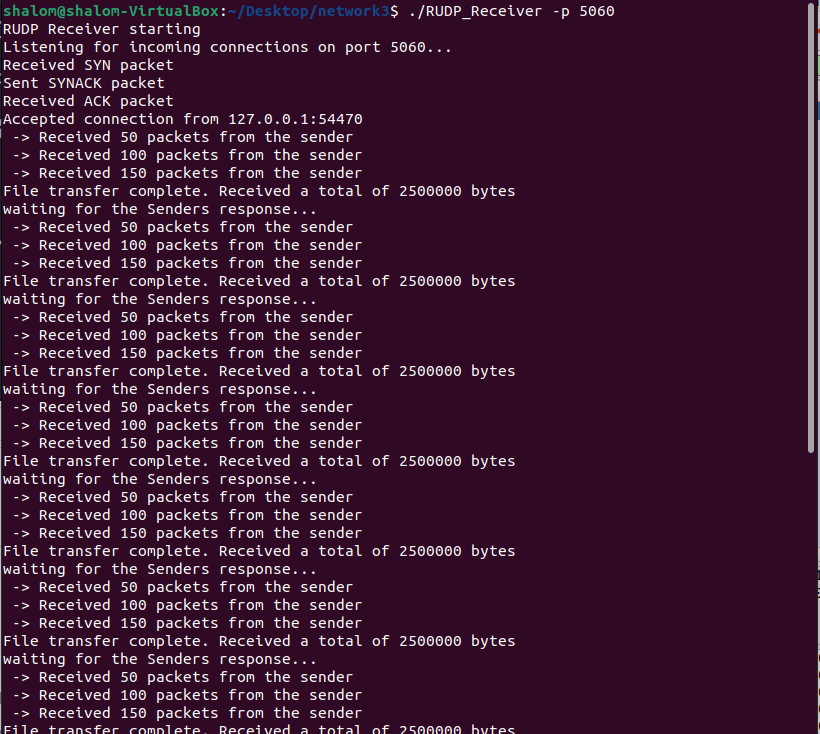 shalom@shalom-VirtualBox:~/Desktop/network3$ ./RUDP_Receiver -p 5060
RUDP Receiver starting
Listening for incoming connections on port 5060...
Received SYN packet
Sent SYNACK packet
Received ACK packet
Accepted connection from 127.0.0.1:54470
 -> Received 50 packets from the sender
 -> Received 100 packets from the sender
 -> Received 150 packets from the sender
File transfer complete. Received a total of 2500000 bytes
waiting for the Senders response...
 -> Received 50 packets from the sender
 -> Received 100 packets from the sender
 -> Received 150 packets from the sender
File transfer complete. Received a total of 2500000 bytes
waiting for the Senders response...
 -> Received 50 packets from the sender
 -> Received 100 packets from the sender
 -> Received 150 packets from the sender
File transfer complete. Received a total of 2500000 bytes
waiting for the Senders response...
 -> Received 50 packets from the sender
 -> Received 100 packets from the sender
 -> Received 150 packets from the sender
File transfer complete. Received a total of 2500000 bytes
waiting for the Senders response...
 -> Received 50 packets from the sender
 -> Received 100 packets from the sender
 -> Received 150 packets from the sender
File transfer complete. Received a total of 2500000 bytes
waiting for the Senders response...
 -> Received 50 packets from the sender
 -> Received 100 packets from the sender
 -> Received 150 packets from the sender
File transfer complete. Received a total of 2500000 bytes
waiting for the Senders response...
 -> Received 50 packets from the sender
 -> Received 100 packets from the sender
 -> Received 150 packets from the sender
File transfer complete. Received a total of 2500000 bytes